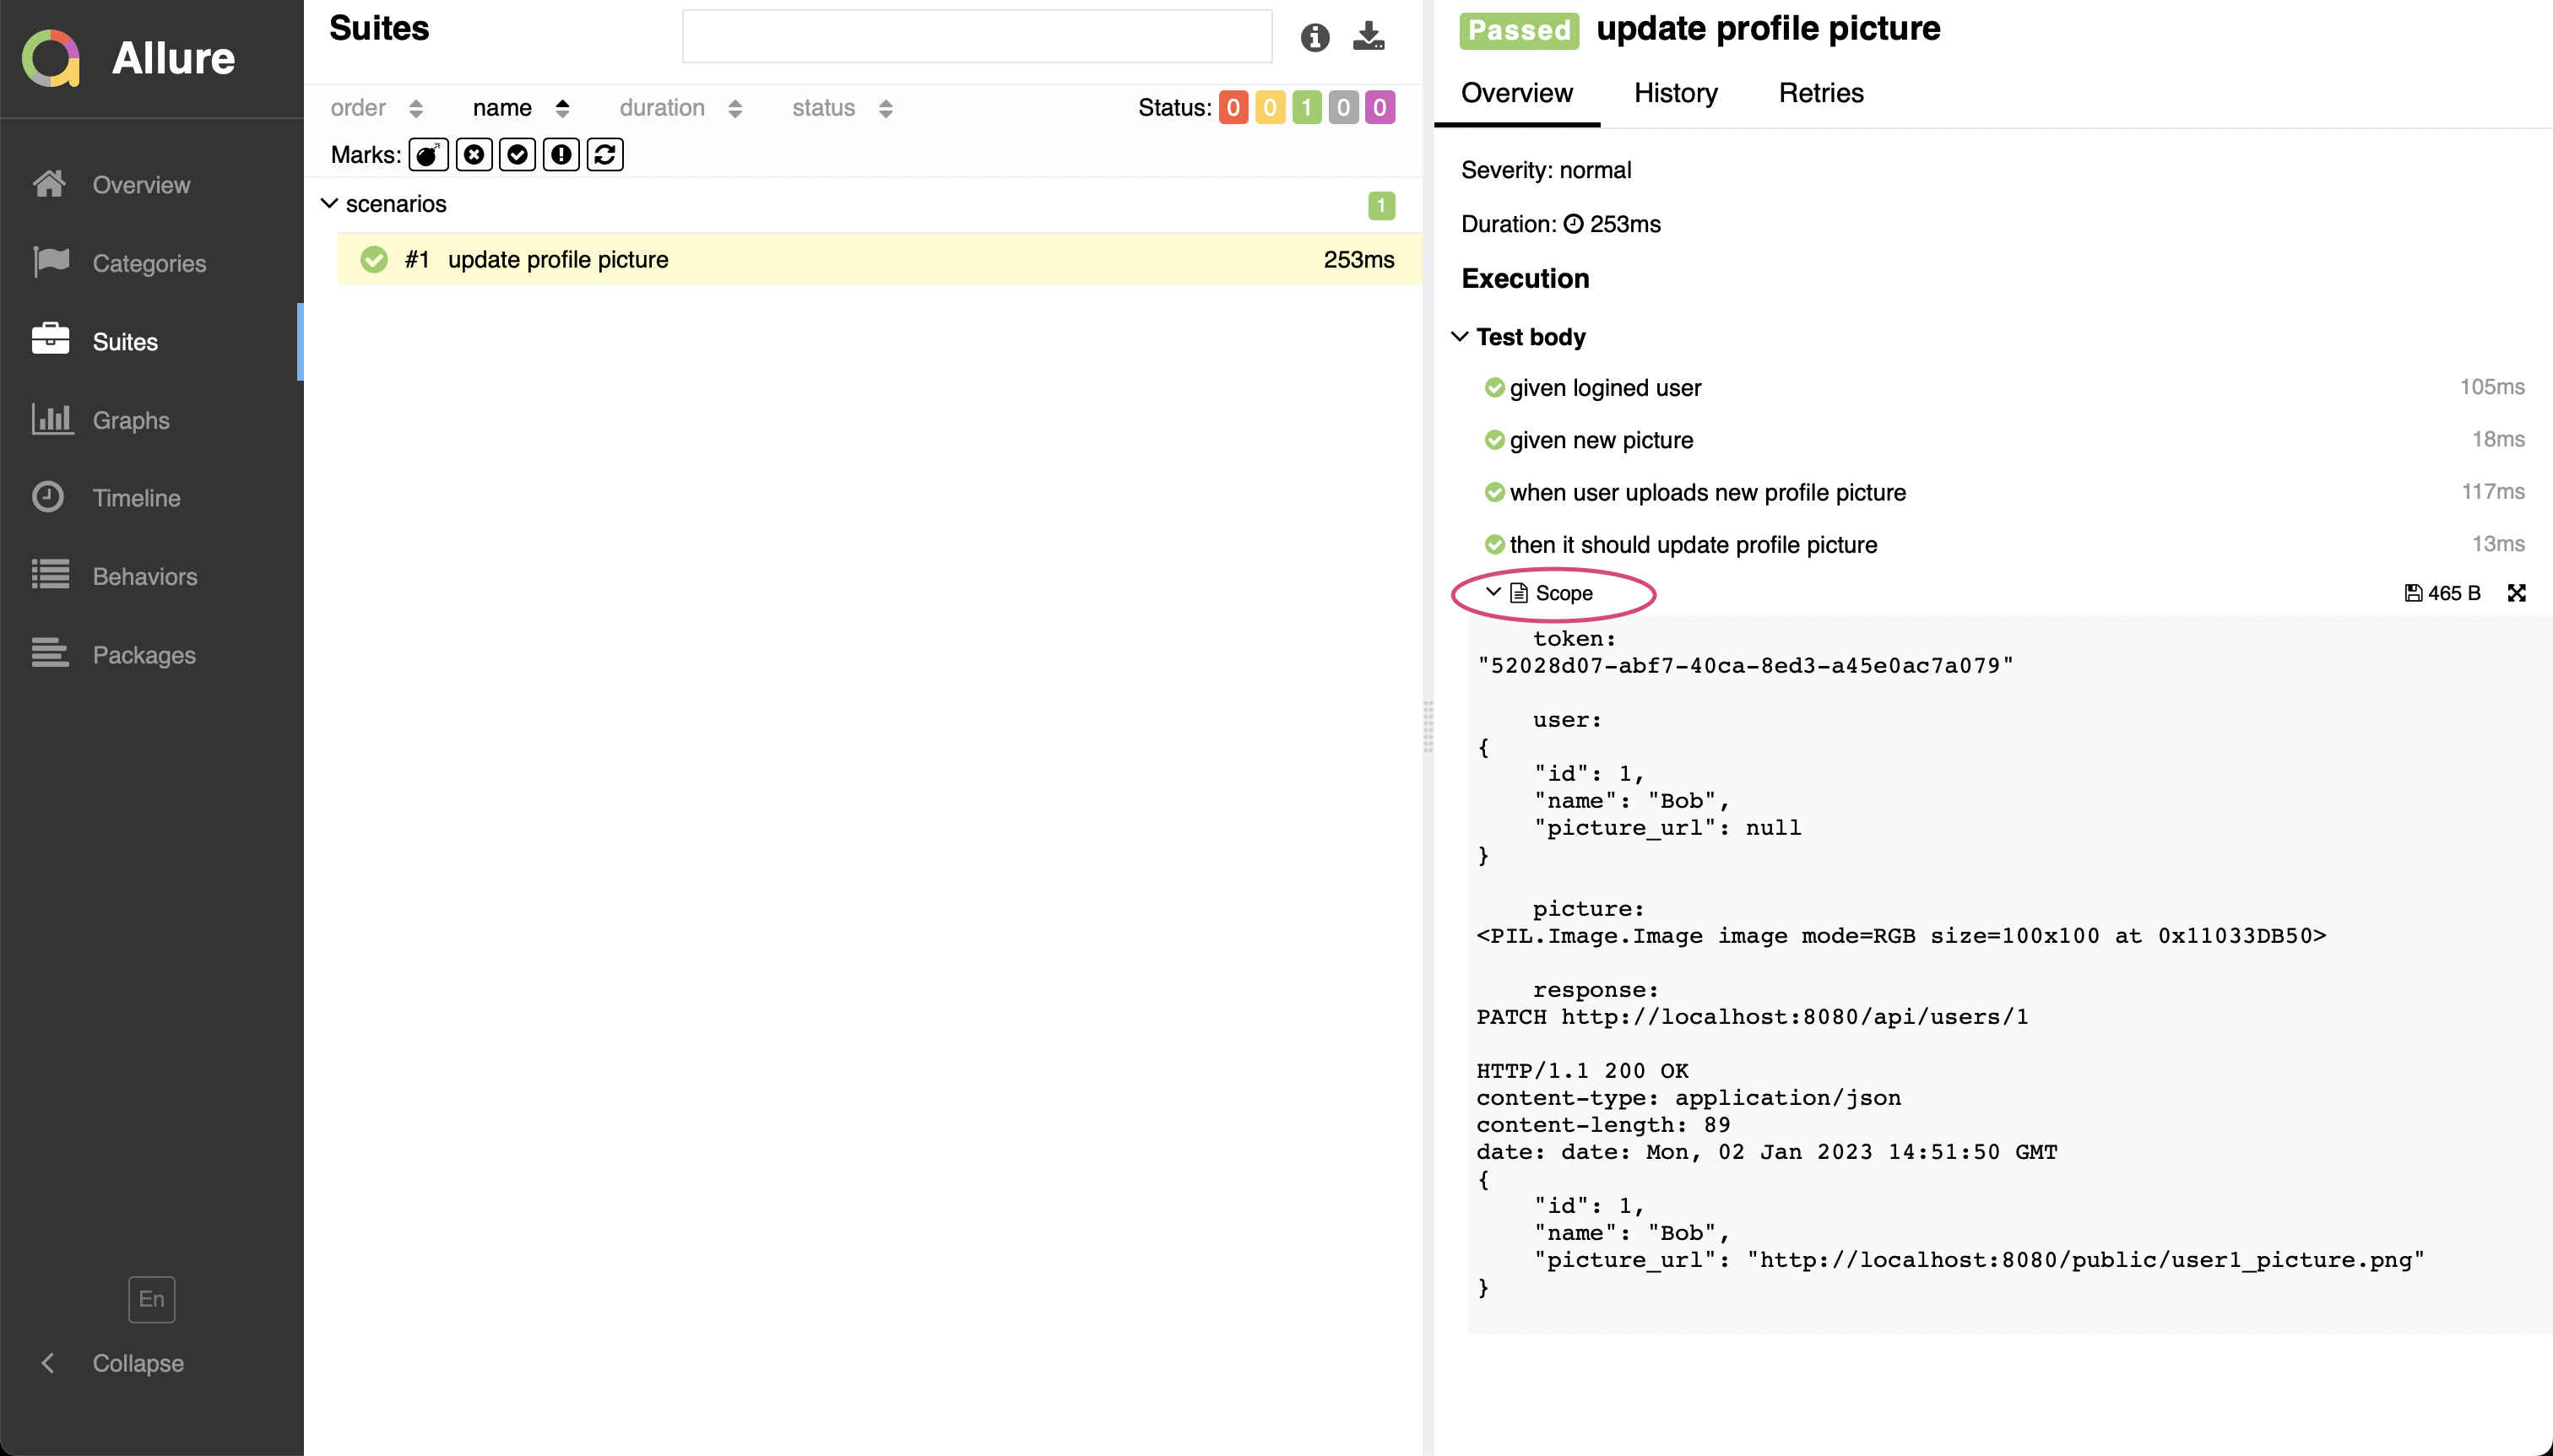 Allure
Overview
Categories
Suites
Graphs
Timeline
Behaviors
Packages
En
Collapse
Suites
order name duration status Status: 0 0 1 0 0
Marks:
scenarios 1
#1 update profile picture 253ms
Passed update profile picture
Overview History Retries
Severity: normal
Duration: 253ms
Execution
Test body
given logined user 105ms
given new picture 18ms
when user uploads new profile picture 117ms
then it should update profile picture 13ms
Scope 465 B
token:
"52028d07-abf7-40ca-8ed3-a45e0ac7a079"
user:
{
"id": 1,
"name": "Bob",
"picture_url": null
}
picture:
<PIL.Image.Image image mode=RGB size=100x100 at 0x11033DB50>
response:
PATCH http://localhost:8080/api/users/1
HTTP/1.1 200 OK
content-type: application/json
content-length: 89
date: date: Mon, 02 Jan 2023 14:51:50 GMT
{
"id": 1,
"name": "Bob",
"picture_url": "http://localhost:8080/public/user1_picture.png"
}